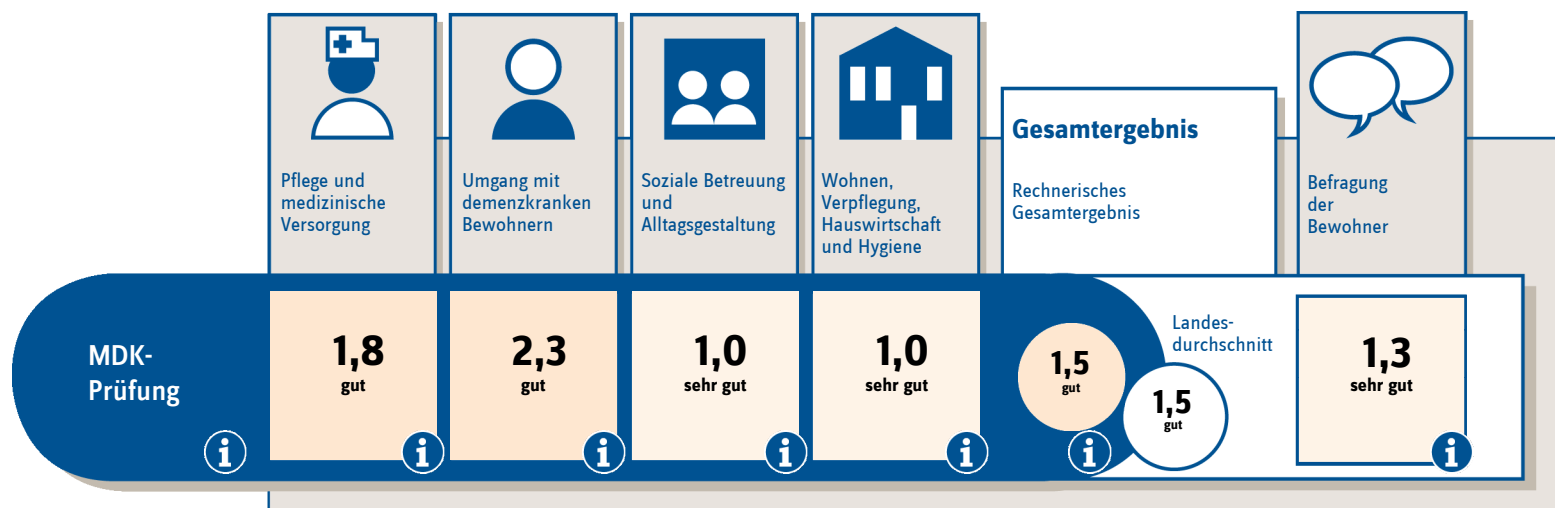 Pflege und
medizinische
Versorgung
Umgang mit
demenzkranken
Bewohnern
Soziale Betreuung
und
Alltagsgestaltung
Wohnen,
Verpflegung,
Hauswirtschaft
und Hygiene
Gesamtergebnis
Rechnerisches
Gesamtergebnis
Befragung
der
Bewohner
MDK-
Prüfung
i
1,8
gut
i
2,3
gut
i
1,0
sehr gut
i
1,0
sehr gut
i
1,5
gut
i
Landes-
durchschnitt
1,5
gut
1,3
sehr gut
i